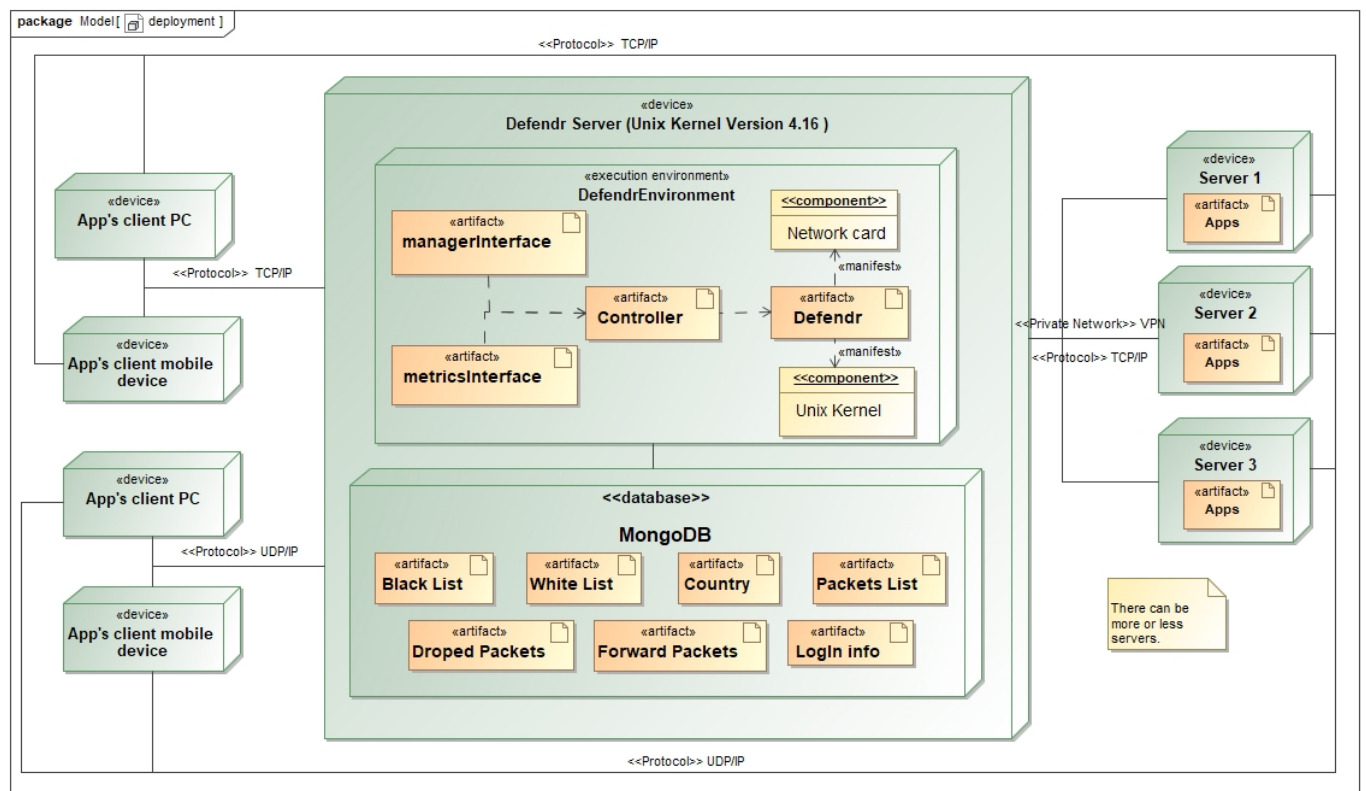 package Model[ deployment ]
<<Protocol>> TCP/IP
«device»
Defendr Server (Unix Kernel Version 4.16 )
«execution environment»
DefendrEnvironment
«artifact»
managerInterface
«artifact»
metricsInterface
«artifact»
Controller
«artifact»
Defendr
<<component>>
Network card
«manifest»
«manifest»
<<component>>
Unix Kernel
<<database>>
MongoDB
«artifact»
Black List
«artifact»
White List
«artifact»
Country
«artifact»
Packets List
«artifact»
Droped Packets
«artifact»
Forward Packets
«artifact»
LogIn info
«device»
App's client PC
<<Protocol>> TCP/IP
«device»
App's client mobile
device
«device»
App's client PC
<<Protocol>> UDP/IP
«device»
App's client mobile
device
<<Private Network>> VPN
<<Protocol>> TCP/IP
«device»
Server 1
«artifact»
Apps
«device»
Server 2
«artifact»
Apps
«device»
Server 3
«artifact»
Apps
There can be
more or less
servers.
<<Protocol>> UDP/IP